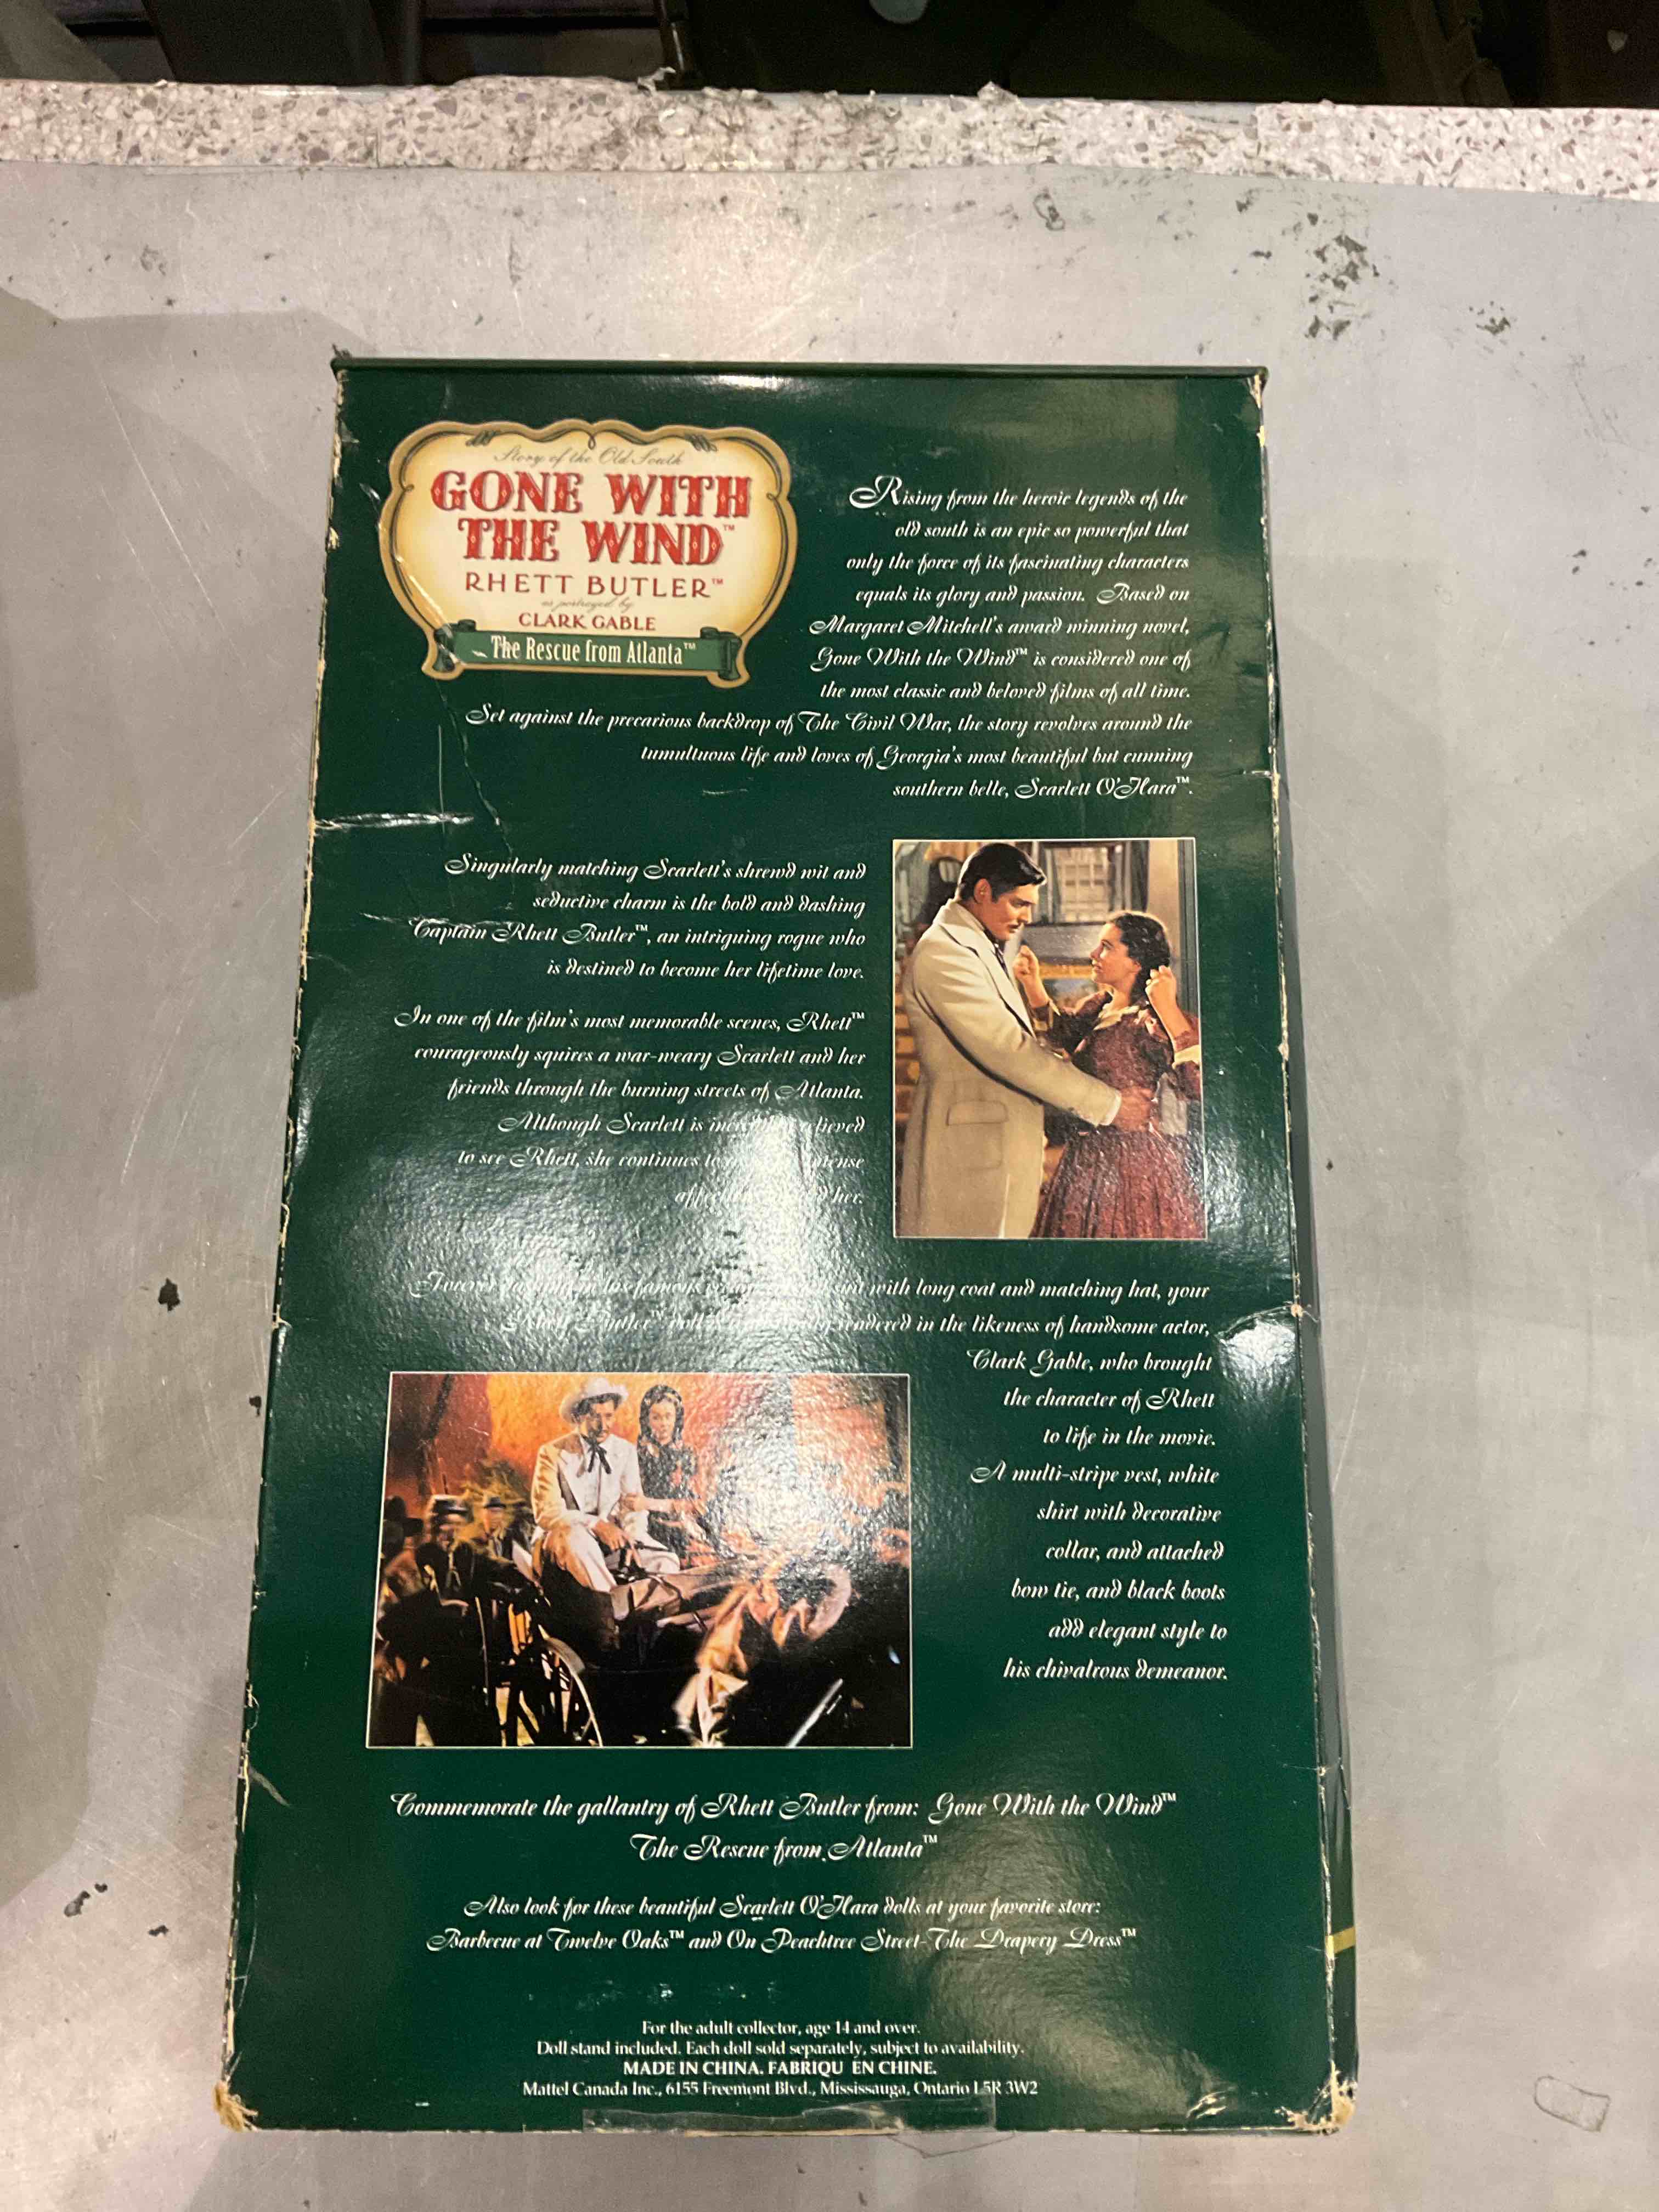 Story of the Old South
GONE WITH
THE WIND™
RHETT BUTLER™
as portrayed by
CLARK GABLE
The Rescue from Atlanta™
Rising from the heroic legends of the
old south is an epic so powerful that
only the force of its fascinating characters
equals its glory and passion. Based on
Margaret Mitchell's award winning novel,
Gone With the Wind™ is considered one of
the most classic and beloved films of all time.
Set against the precarious backdrop of The Civil War, the story revolves around the
tumultuous life and loves of Georgia's most beautiful but cunning
southern belle, Scarlett O'Hara™.
Singularly matching Scarlett's shrewd wit and
seductive charm is the bold and dashing
Captain Rhett Butler™, an intriguing rogue who
is destined to become her lifetime love.
In one of the film's most memorable scenes, Rhett™
courageously squires a war-weary Scarlett and her
friends through the burning streets of Atlanta.
Although Scarlett is relieved
to see Rhett, she continues to intense
her.
Forever with long coat and matching hat, your
Rhett Butler™ doll rendered in the likeness of handsome actor,
Clark Gable, who brought
the character of Rhett
to life in the movie.
A multi-stripe vest, white
shirt with decorative
collar, and attached
bow tie, and black boots
add elegant style to
his chivalrous demeanor.
Commemorate the gallantry of Rhett Butler from: Gone With the Wind™
The Rescue from Atlanta™
Also look for these beautiful Scarlett O'Hara dolls at your favorite store:
Barbecue at Twelve Oaks™ and On Peachtree Street-The Drapery Dress™
For the adult collector, age 14 and over.
Doll stand included. Each doll sold separately, subject to availability.
MADE IN CHINA. FABRIQU EN CHINE.
Mattel Canada Inc., 6155 Freemont Blvd., Mississauga, Ontario L5R 3W2